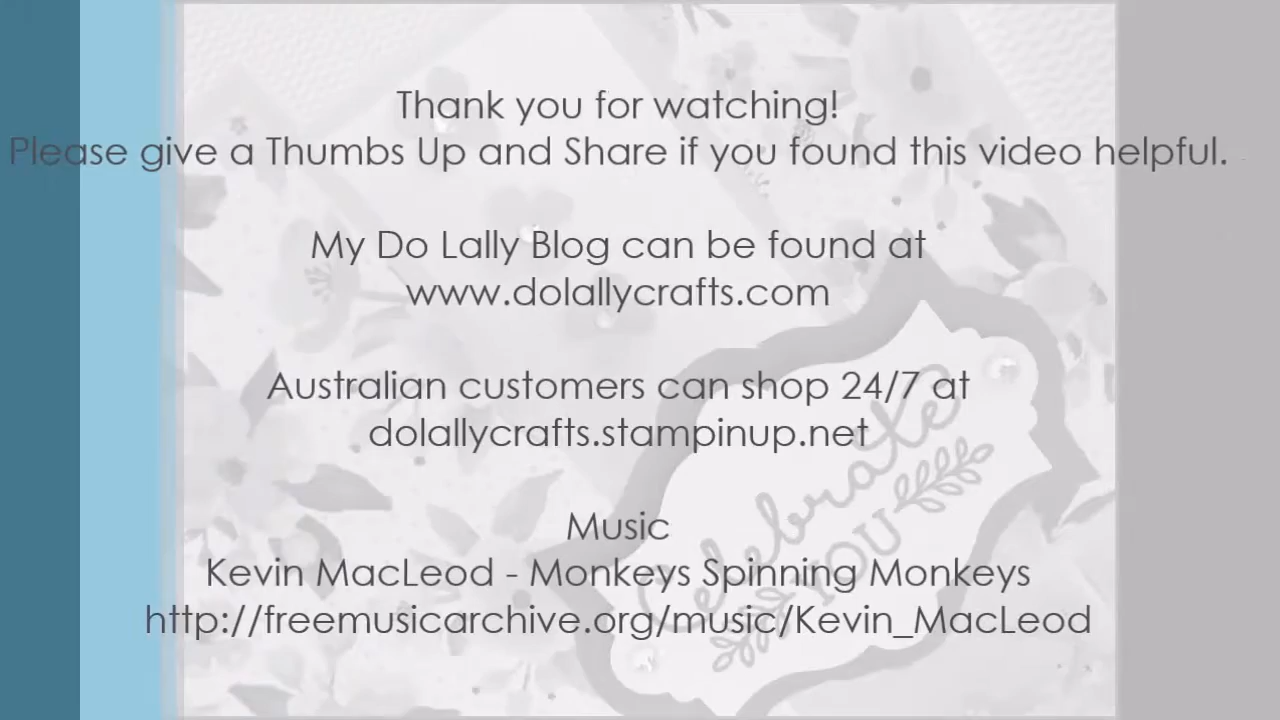 Thank you for watching!
Please give a Thumbs Up and Share if you found this video helpful.
My Do Lally Blog can be found at
www.dolallycrafts.com
Australian customers can shop 24/7 at
dolallycrafts.stampinup.net
Music
Kevin MacLeod - Monkeys Spinning Monkeys
http://freemusicarchive.org/music/Kevin_MacLeod
Celebrate
YOU